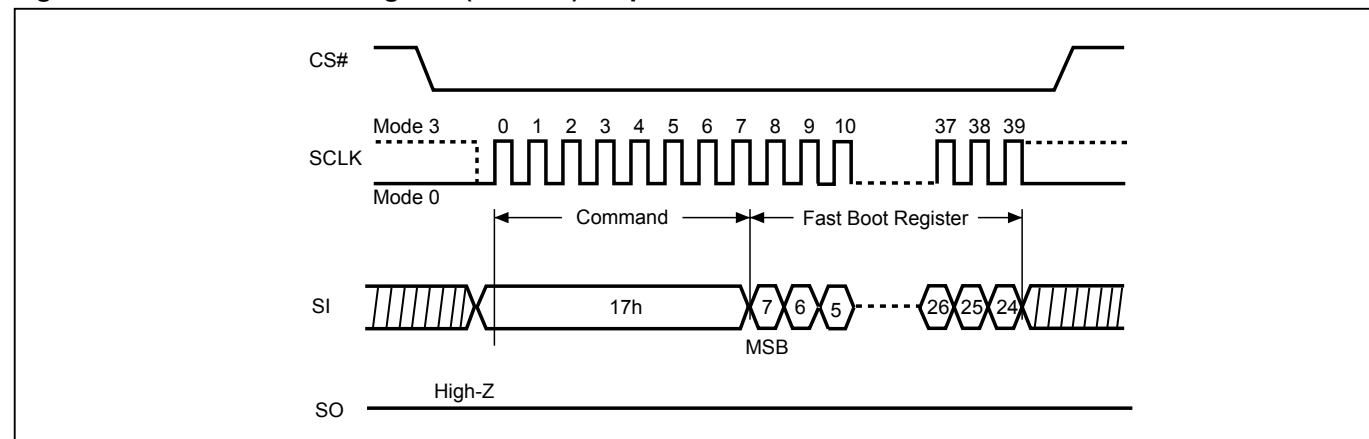 CS#
Mode 3 0 1 2 3 4 5 6 7 8 9 10 37 38 39
SCLK
Mode 0
Command Fast Boot Register
SI 17h 7 6 5 26 25 24
MSB
High-Z
SO